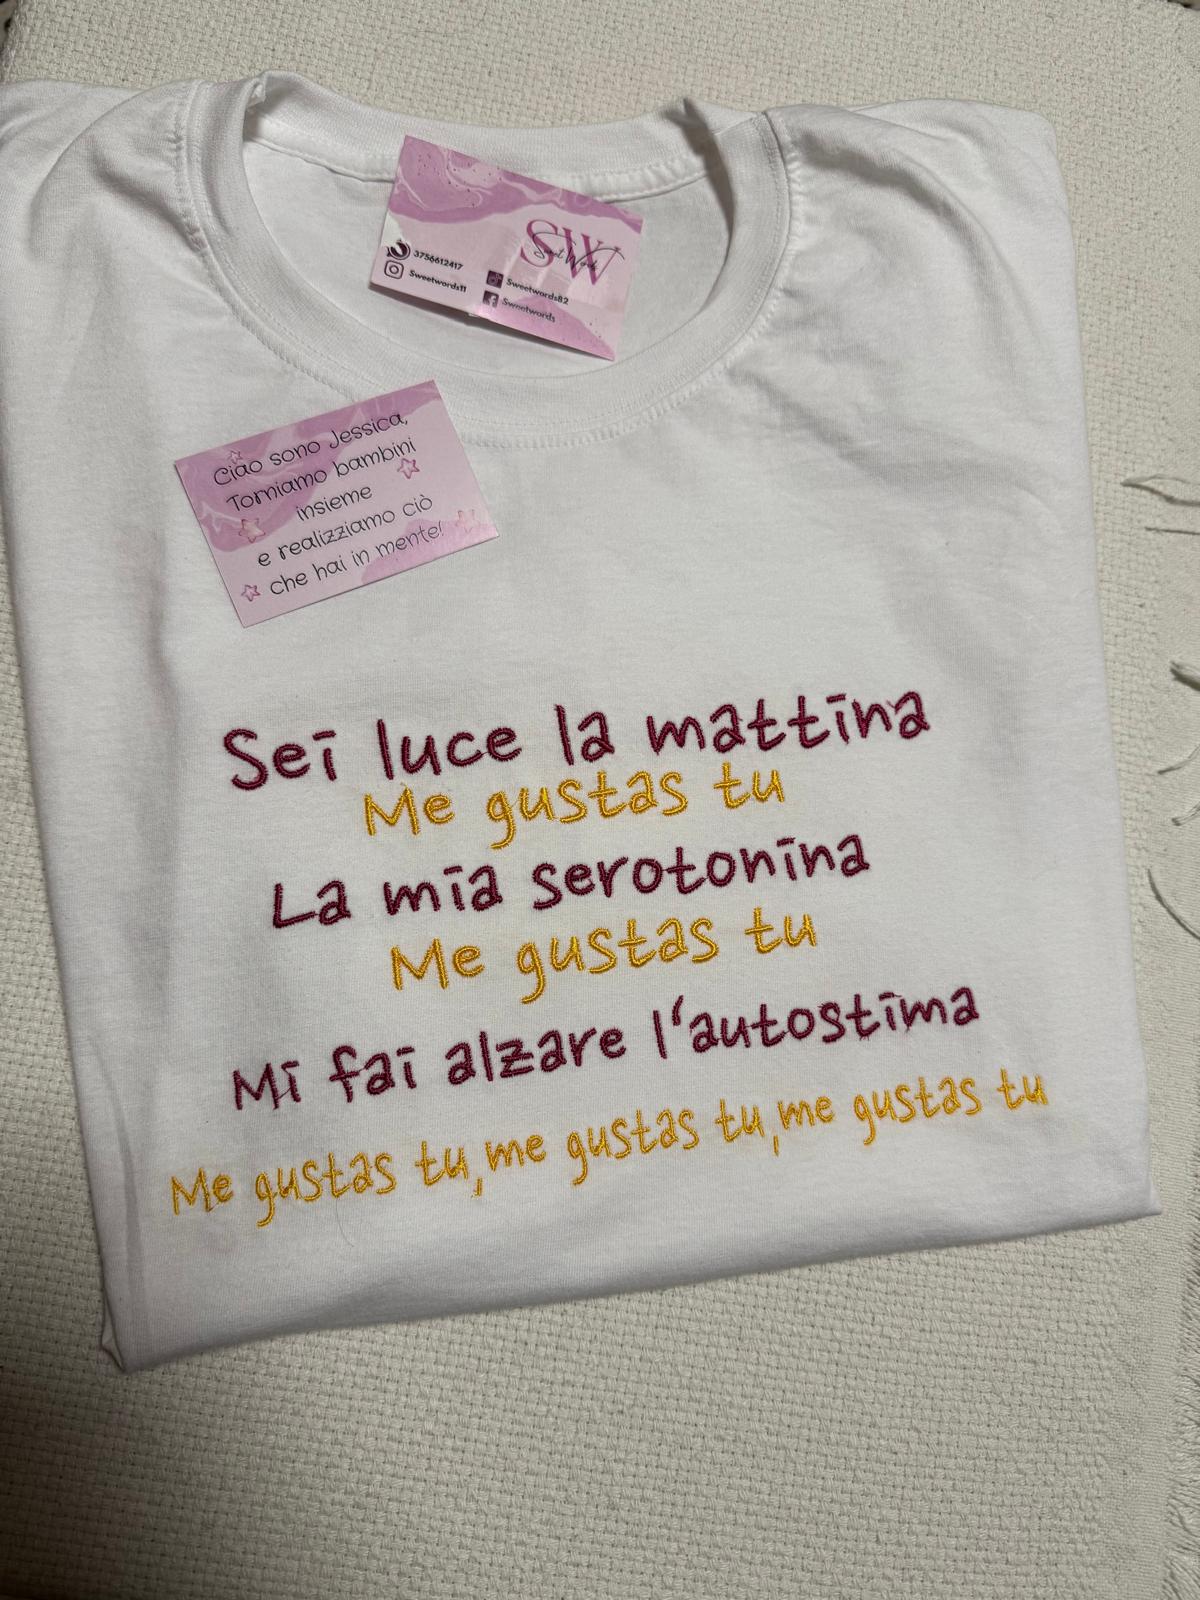 SW
Sweet Words
3756612417
Sweetwords11
Sweetwords82
Sweetwords
Ciao sono Jessica,
Torniamo bambini
insieme
e realizziamo ciò
che hai in mente!
Sei luce la mattina
Me gustas tu
La mia serotonina
Me gustas tu
Mi fai alzare l'autostima
Me gustas tu, me gustas tu, me gustas tu